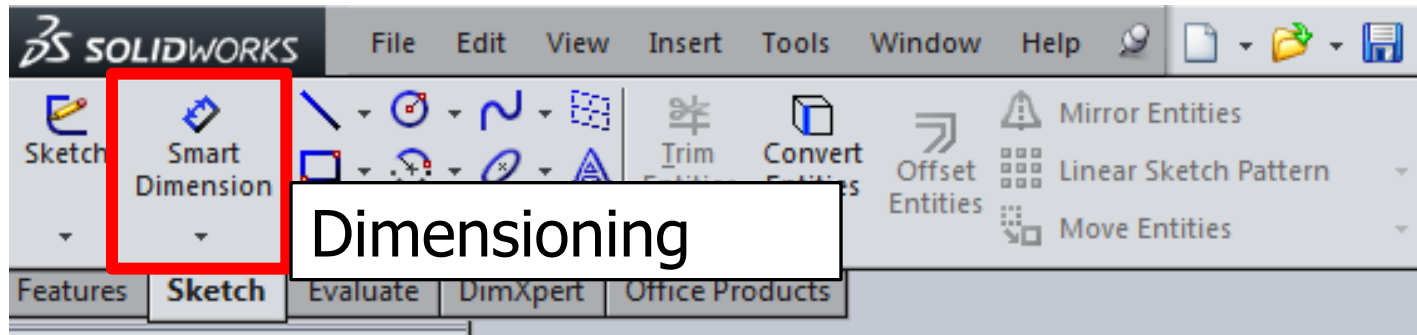 SOLIDWORKS File Edit View Insert Tools Window Help
Sketch
Smart
Dimension
Trim
Convert
Entities
Offset
Entities
Mirror Entities
Linear Sketch Pattern
Move Entities
Dimensioning
Features Sketch Evaluate DimXpert Office Products